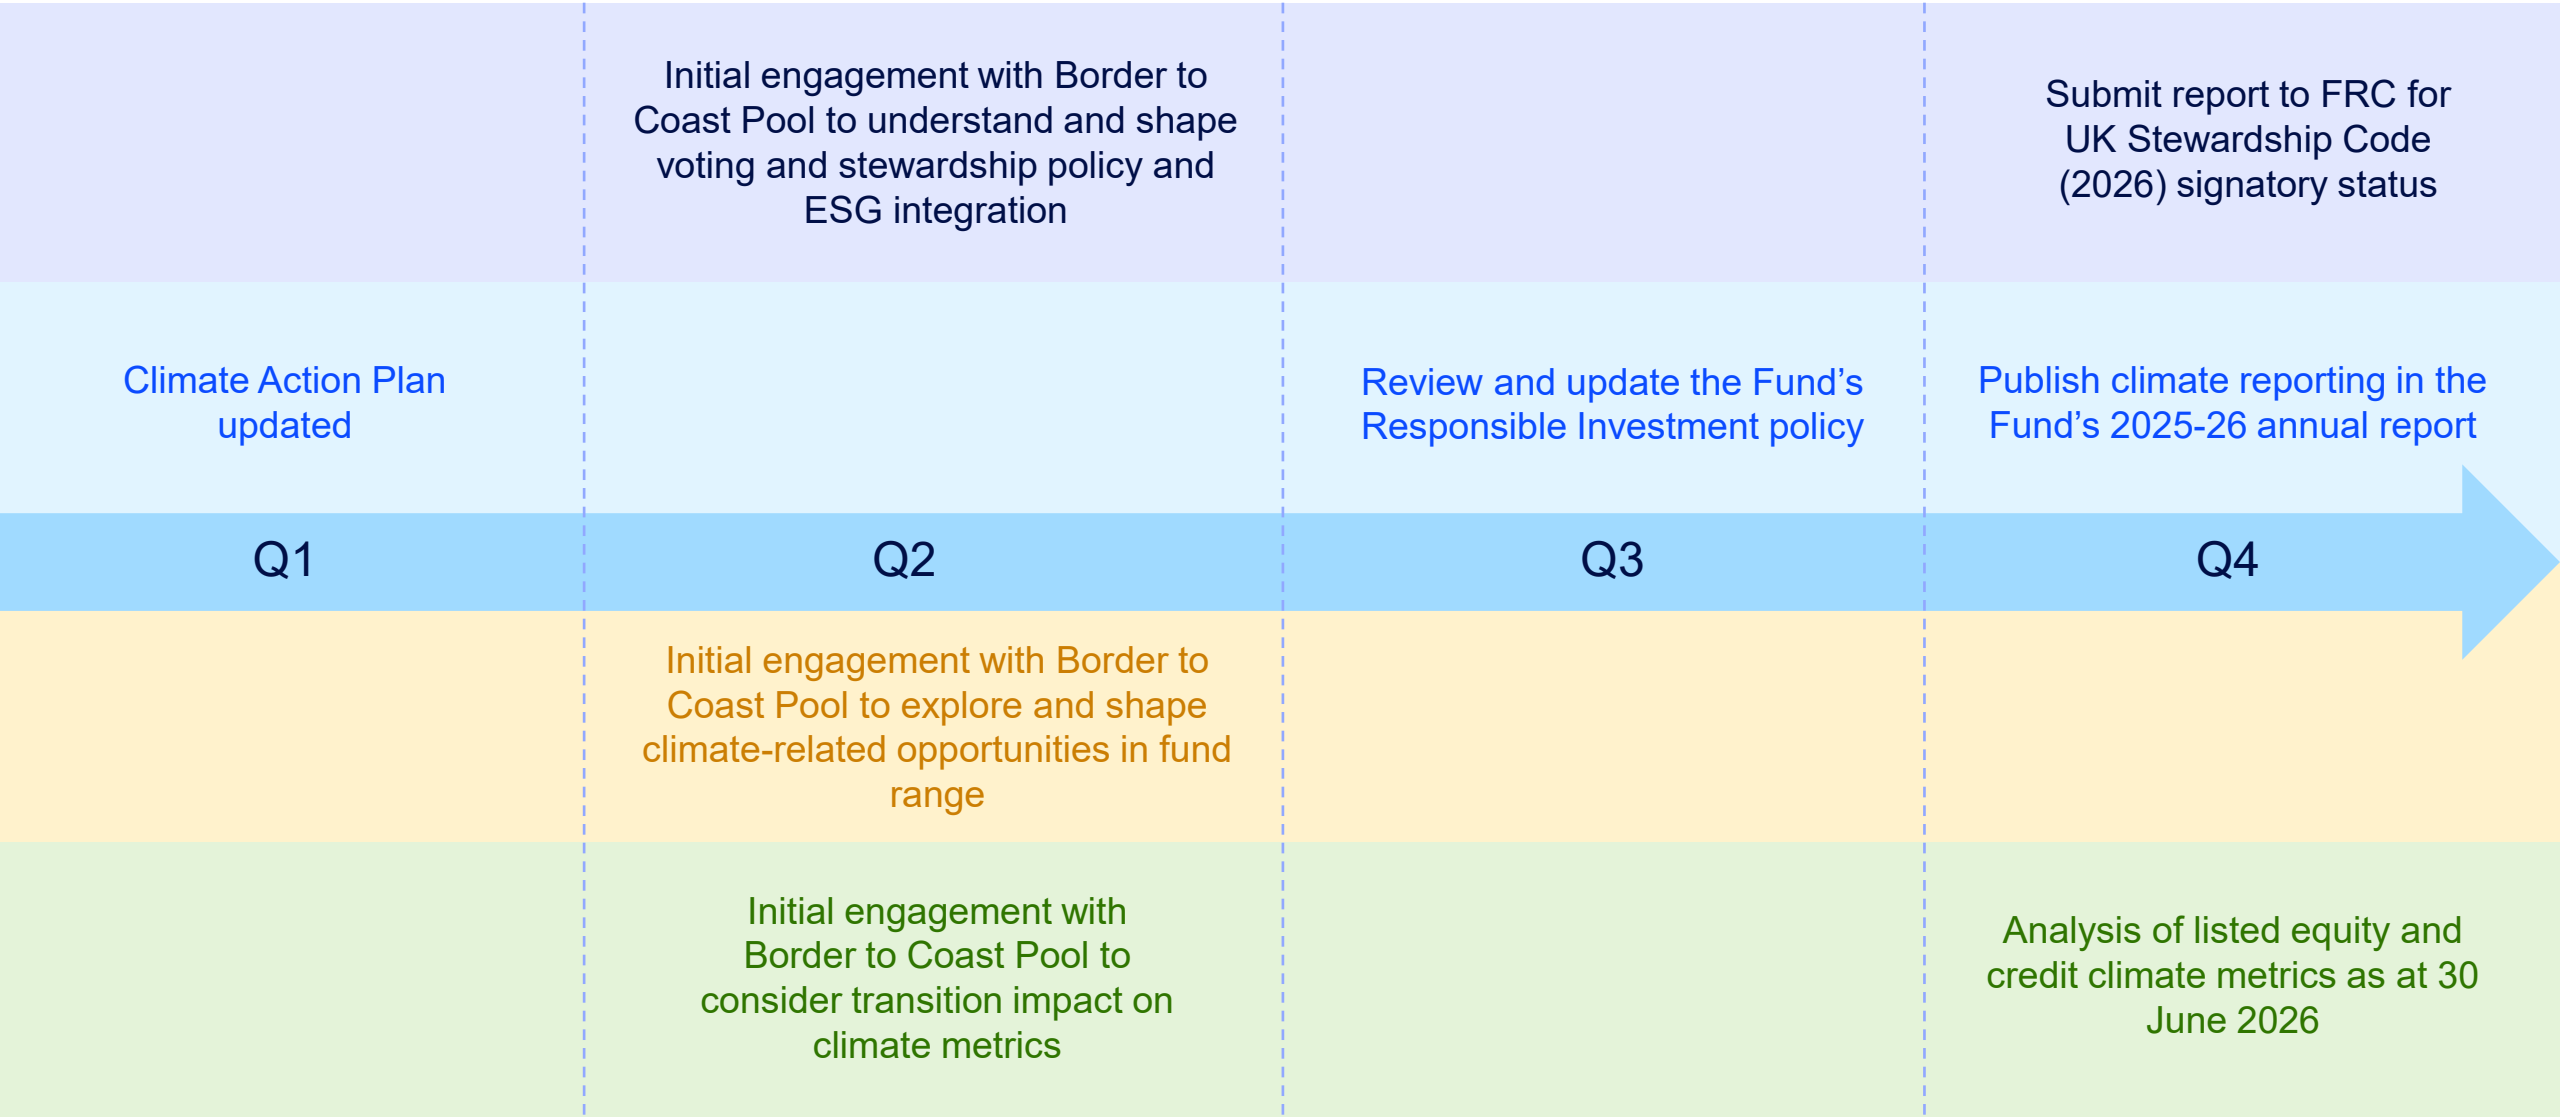 Initial engagement with Border to
Coast Pool to understand and shape
voting and stewardship policy and
ESG integration
Submit report to FRC for
UK Stewardship Code
(2026) signatory status
Climate Action Plan
updated
Review and update the Fund’s
Responsible Investment policy
Publish climate reporting in the
Fund’s 2025-26 annual report
Q1
Q2
Q3
Q4
Initial engagement with Border to
Coast Pool to explore and shape
climate-related opportunities in fund
range
Initial engagement with
Border to Coast Pool to
consider transition impact on
climate metrics
Analysis of listed equity and
credit climate metrics as at 30
June 2026